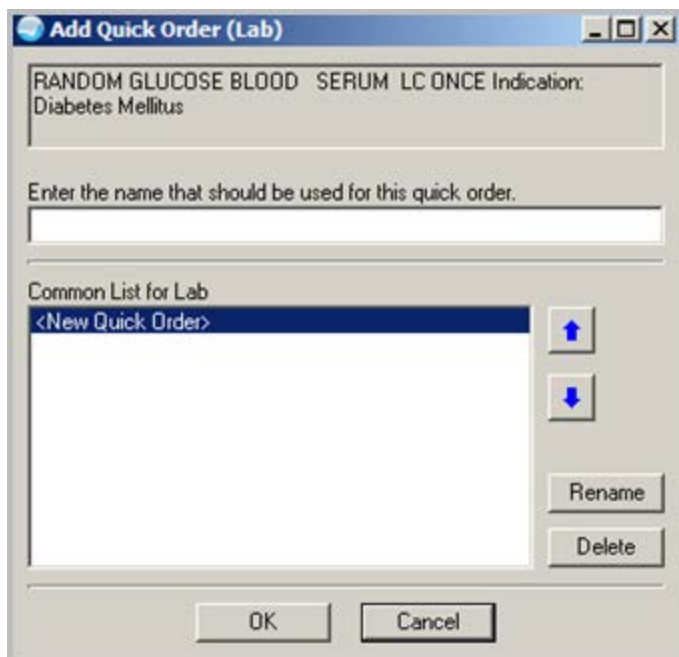 Add Quick Order (Lab)
RANDOM GLUCOSE BLOOD   SERUM  LC ONCE Indication:
Diabetes Mellitus
Enter the name that should be used for this quick order.
Common List for Lab
<New Quick Order>
Rename
Delete
OK
Cancel